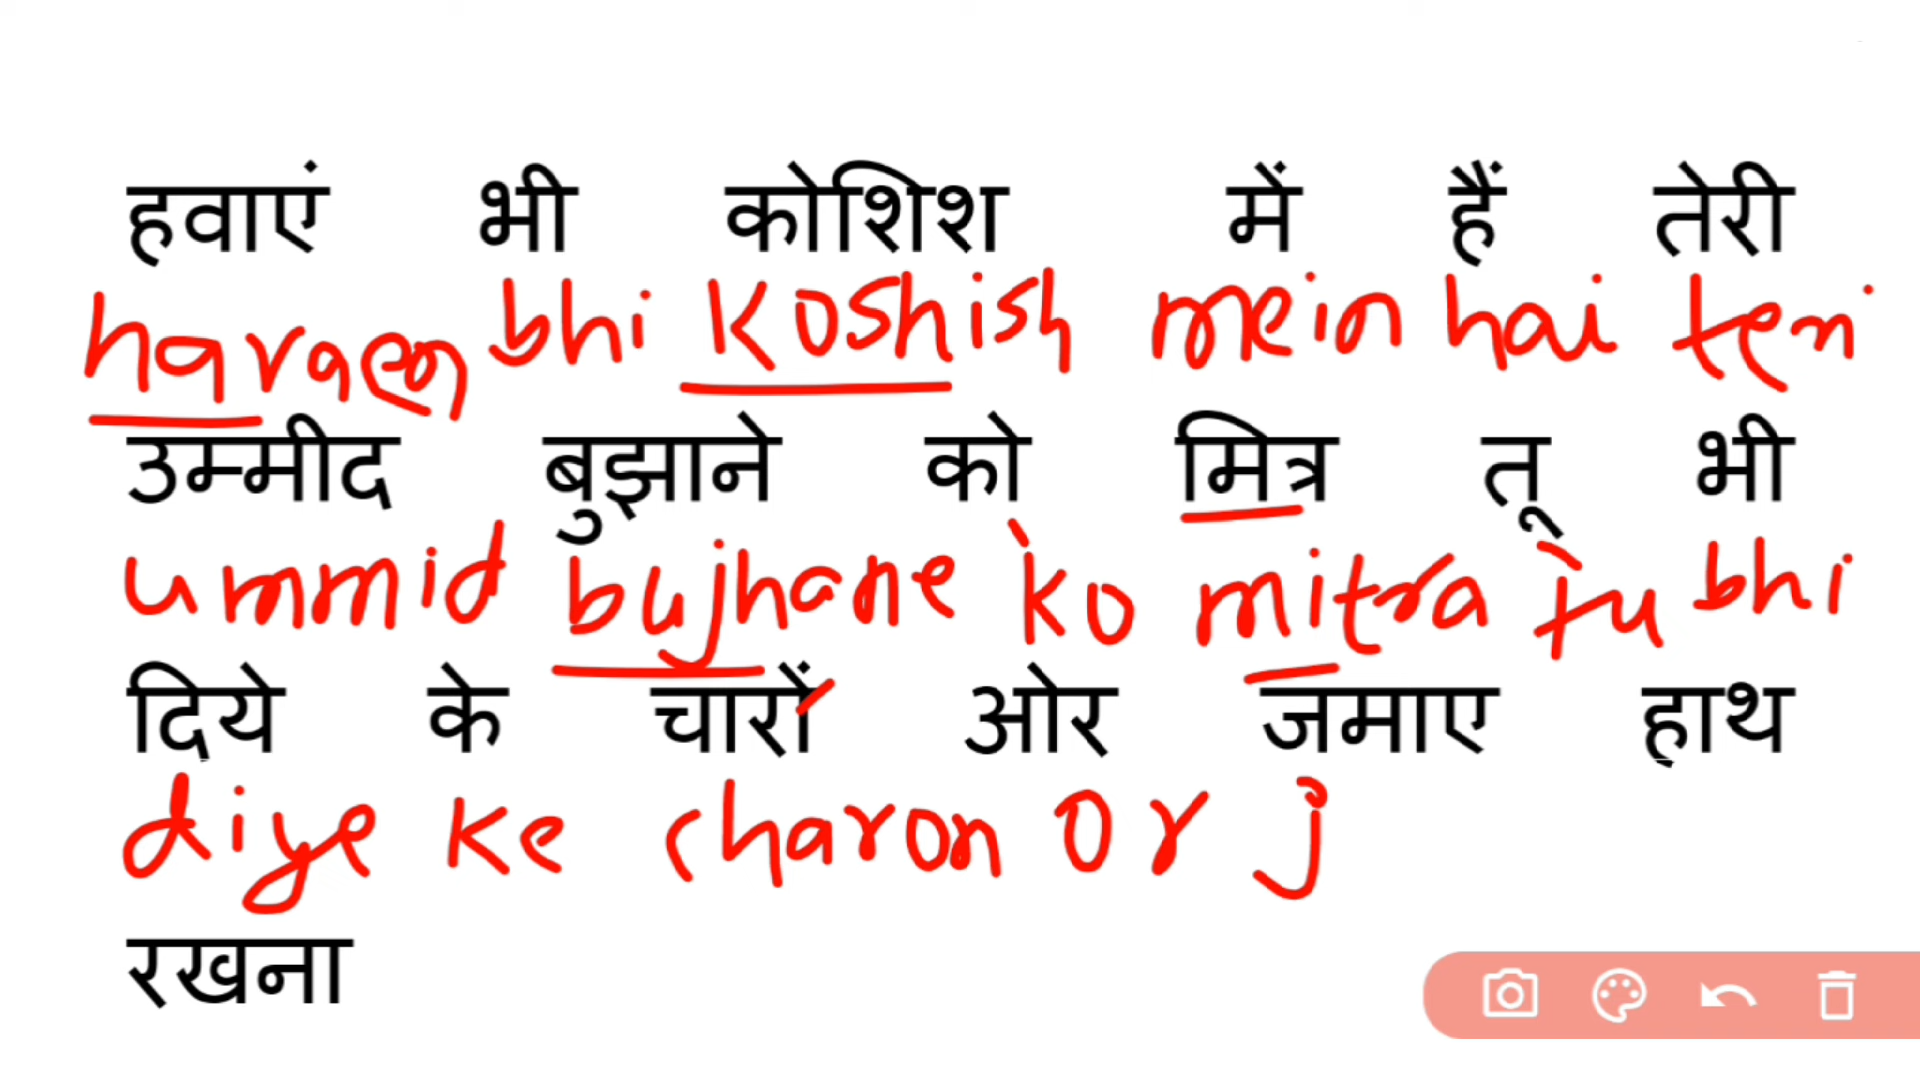 हवाएं भी कोशिश में हैं तेरी
havaen bhi koshish mein hai teri
उम्मीद बुझाने को मित्र तू भी
ummid bujhane ko mitra tu bhi
दिये के चारों ओर जमाए हाथ
diye ke charon or j
रखना